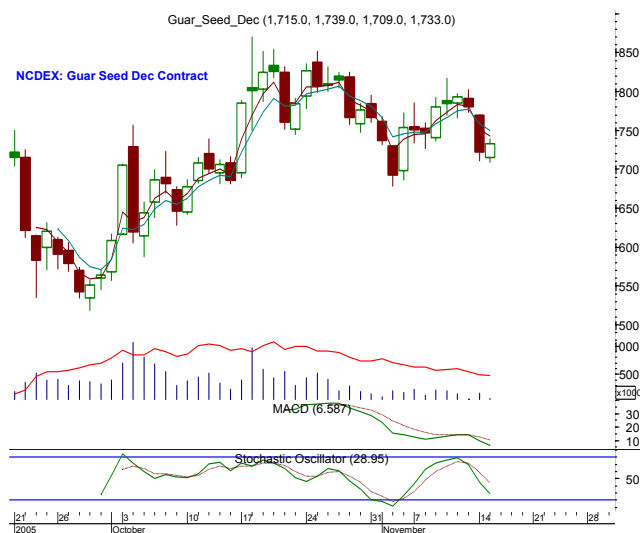 Guar_Seed_Dec (1,715.0, 1,739.0, 1,709.0, 1,733.0)
NCDEX: Guar Seed Dec Contract
850
800
750
700
650
600
550
500
1000
500
x1000
MACD (6.587)
30
20
10
Stochastic Oscillator (28.95)
50
21 26 3 10 17 24 31 7 14 21 28
2005 October November